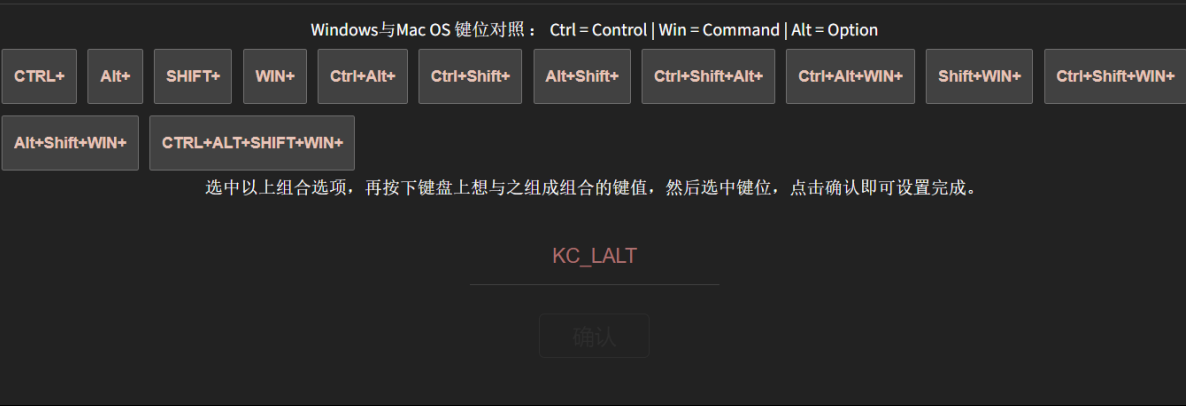 Windows与Mac OS 键位对照 ： Ctrl = Control | Win = Command | Alt = Option
CTRL+ Alt+ SHIFT+ WIN+ Ctrl+Alt+ Ctrl+Shift+ Alt+Shift+ Ctrl+Shift+Alt+ Ctrl+Alt+WIN+ Shift+WIN+ Ctrl+Shift+WIN+
Alt+Shift+WIN+ CTRL+ALT+SHIFT+WIN+
选中以上组合选项，再按下键盘上想与之组成组合的键值，然后选中键位，点击确认即可设置完成。
KC_LALT
确认